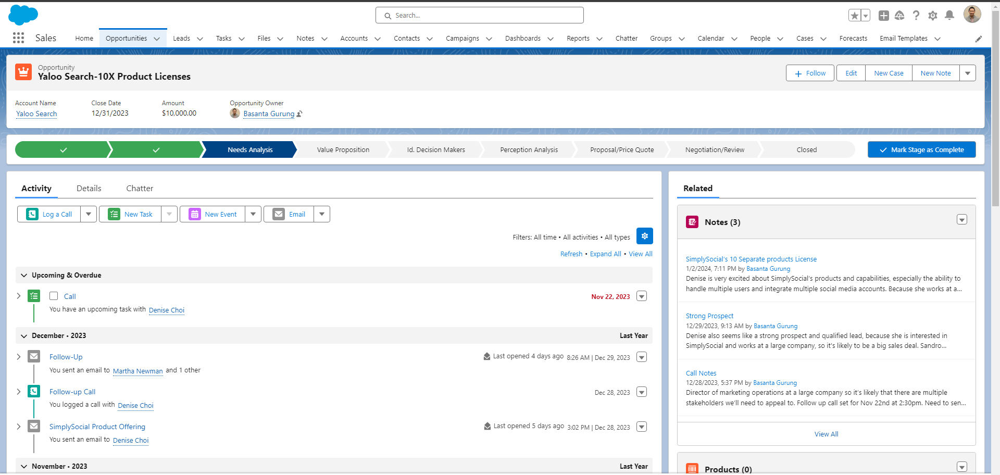 Search...
Sales
Home Opportunities Leads Tasks Files Notes Accounts Contacts Campaigns Dashboards Reports Chatter Groups Calendar People Cases Forecasts Email Templates
Opportunity
Yaloo Search-10X Product Licenses
Follow Edit New Case New Note
Account Name Close Date Amount Opportunity Owner
Yaloo Search 12/31/2023 $10,000.00 Basanta Gurung
Needs Analysis Value Proposition Id. Decision Makers Perception Analysis Proposal/Price Quote Negotiation/Review Closed Mark Stage as Complete
Activity Details Chatter
Log a Call New Task New Event Email
Filters: All time • All activities • All types
Refresh • Expand All • View All
Upcoming & Overdue
Call Nov 22, 2023
You have an upcoming task with Denise Choi
December • 2023 Last Year
Follow-Up Last opened 4 days ago 8:26 AM | Dec 29, 2023
You sent an email to Martha Newman and 1 other
Follow-up Call Dec 28, 2023
You logged a call with Denise Choi
SimplySocial Product Offering Last opened 5 days ago 3:02 PM | Dec 28, 2023
You sent an email to Denise Choi
November • 2023 Last Year
Related
Notes (3)
SimplySocial's 10 Separate products License
1/2/2024, 7:11 PM by Basanta Gurung
Denise is very excited about SimplySocial's products and capabilities, especially the ability to
handle multiple users and integrate multiple social media accounts. Because she works at a...
Strong Prospect
12/29/2023, 9:13 AM by Basanta Gurung
Denise also seems like a strong prospect and qualified lead, because she is interested in
SimplySocial and works at a large company, so it's likely to be a big sales deal. Sandro...
Call Notes
12/28/2023, 5:37 PM by Basanta Gurung
Director of marketing operations at a large company so it's likely that there are multiple
stakeholders we'll need to appeal to. Follow up call set for Nov 22nd at 2:30pm. Need to sen...
View All
Products (0)